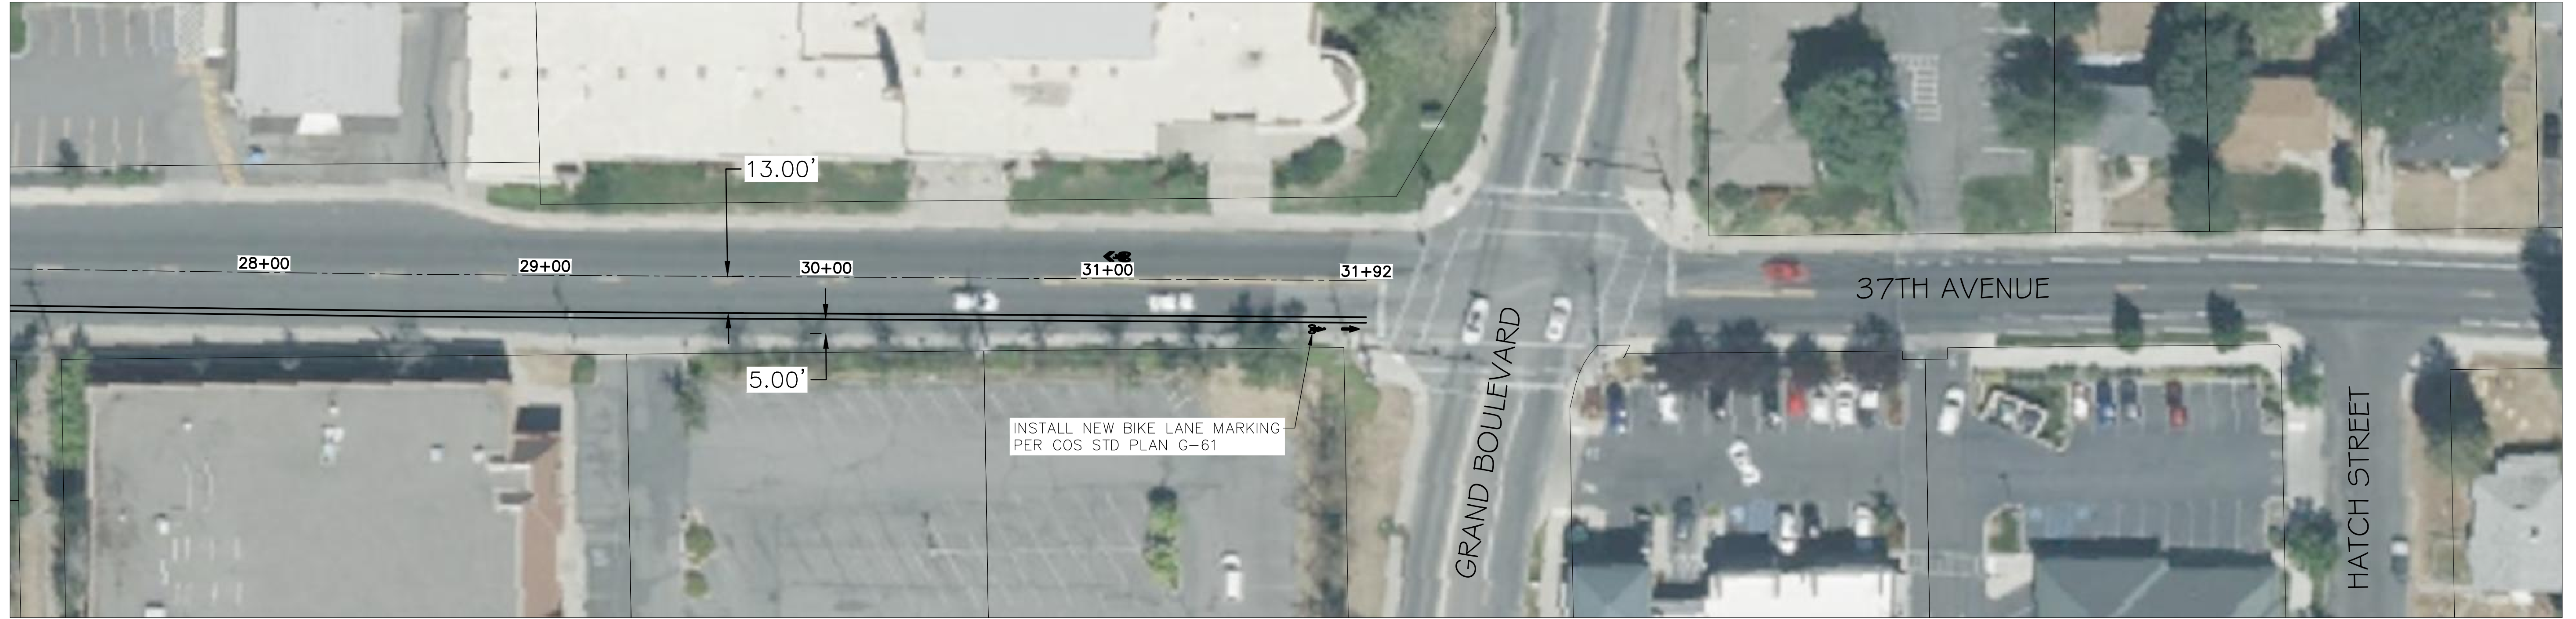 13.00'
28+00
29+00
30+00
31+00
31+92
37TH AVENUE
5.00'
INSTALL NEW BIKE LANE MARKING
PER COS STD PLAN G-61
GRAND BOULEVARD
HATCH STREET